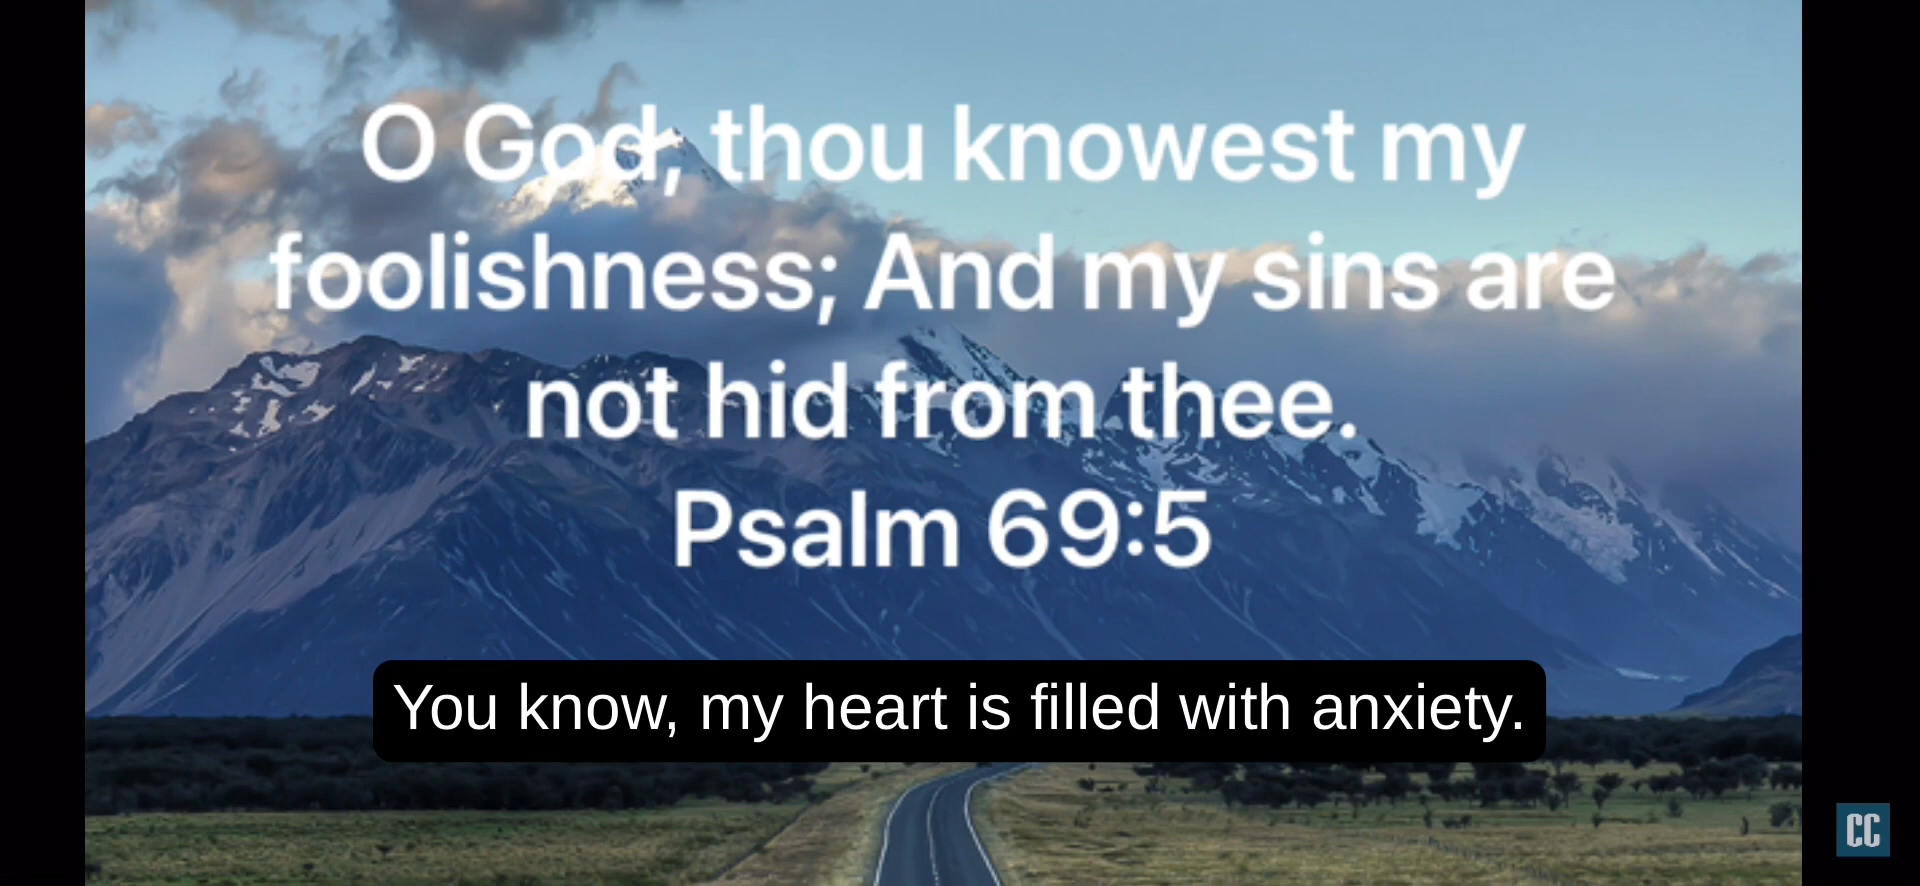 O God, thou knowest my
foolishness; And my sins are
not hid from thee.
Psalm 69:5
You know, my heart is filled with anxiety.
CC